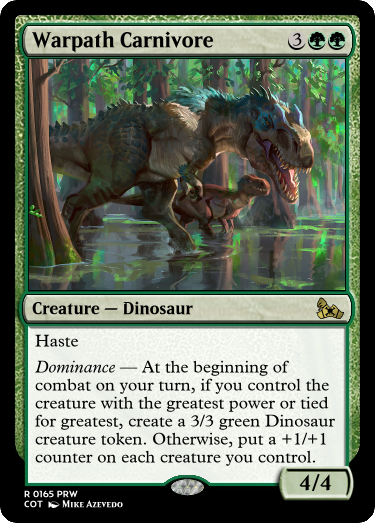 Warpath Carnivore 3
Creature — Dinosaur
Haste
Dominance — At the beginning of
combat on your turn, if you control the
creature with the greatest power or tied
for greatest, create a 3/3 green Dinosaur
creature token. Otherwise, put a +1/+1
counter on each creature you control.
4/4
R 0165 PRW
COT Mike Azevedo